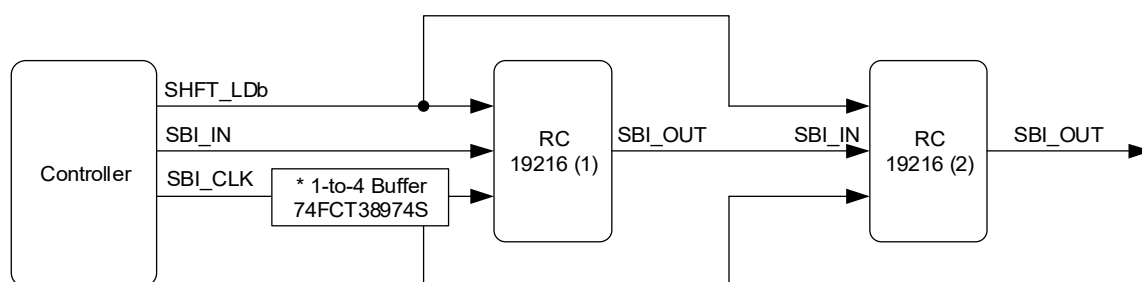 SHFT_LDb
SBI_IN
SBI_CLK
Controller
* 1-to-4 Buffer
74FCT38974S
RC
19216 (1)
SBI_OUT
SBI_IN
RC
19216 (2)
SBI_OUT